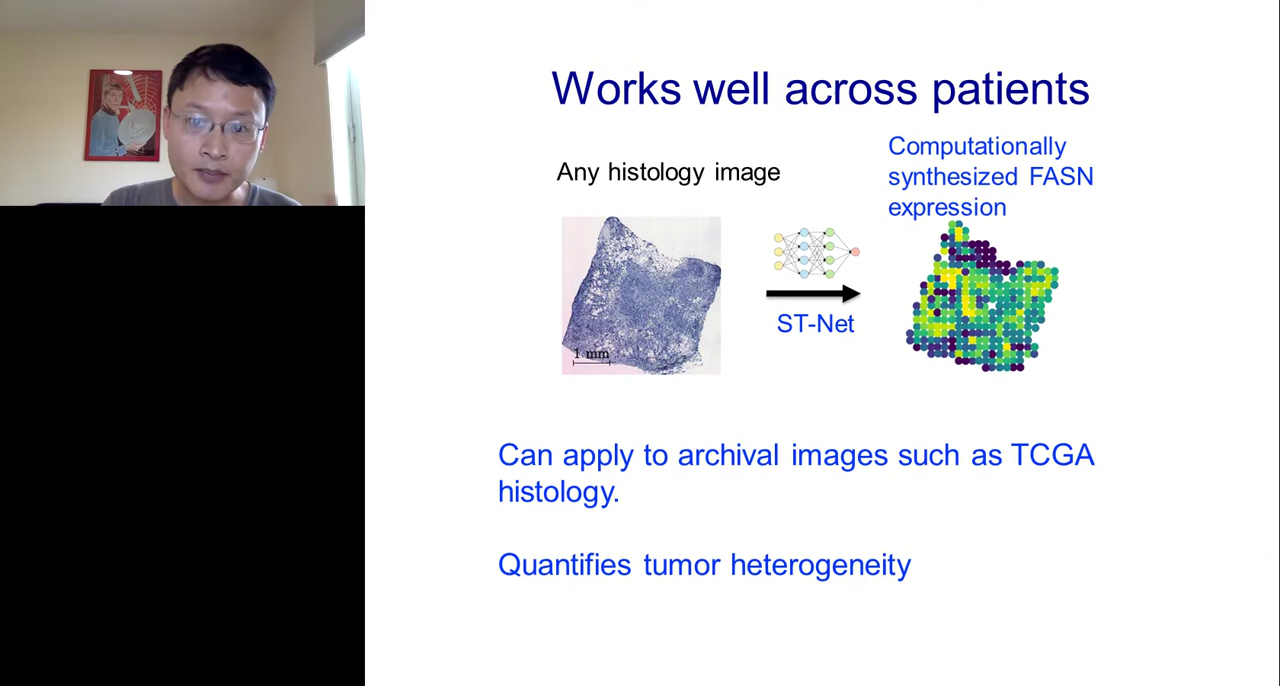 Works well across patients
Any histology image
Computationally
synthesized FASN
expression
1 mm
ST-Net
Can apply to archival images such as TCGA
histology.
Quantifies tumor heterogeneity